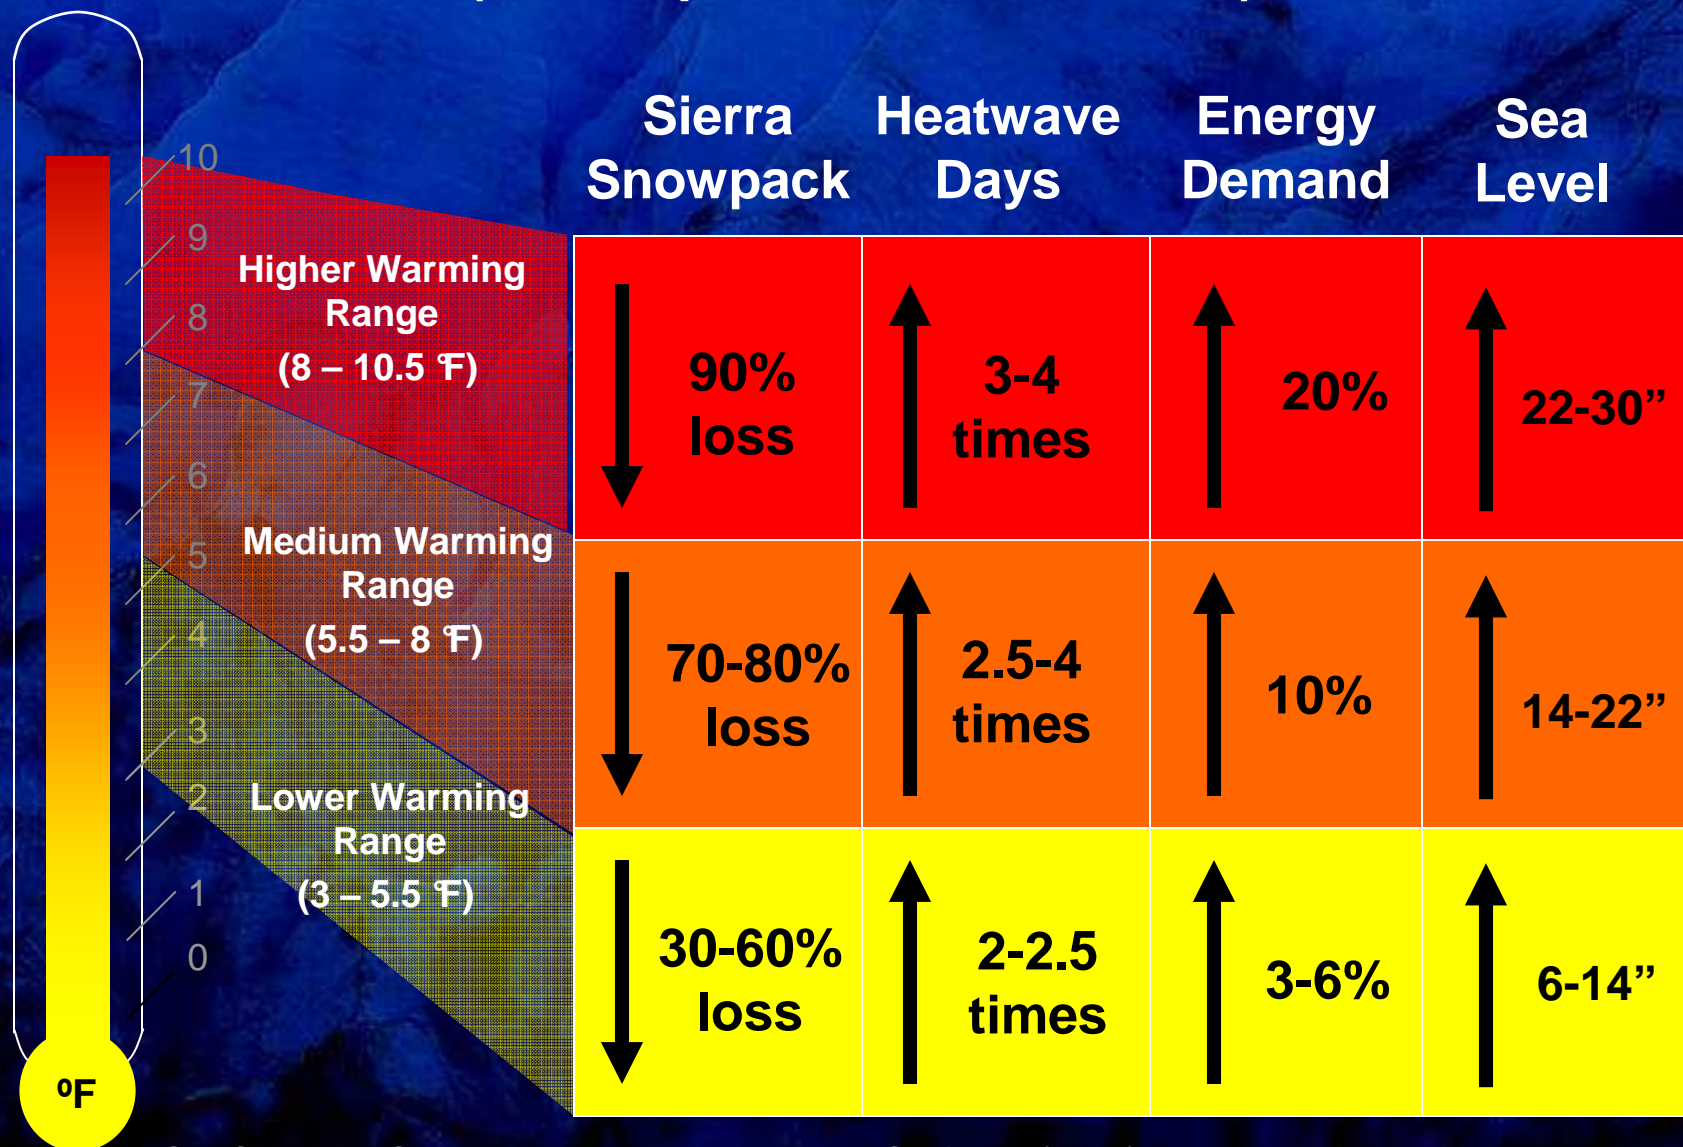 Sierra
Snowpack
Heatwave
Days
Energy
Demand
Sea
Level
10
9
8
7
6
5
4
3
2
1
0
ºF
Higher Warming
Range
(8 – 10.5 °F)
90%
loss
3-4
times
20%
22-30”
Medium Warming
Range
(5.5 – 8 °F)
70-80%
loss
2.5-4
times
10%
14-22”
Lower Warming
Range
(3 – 5.5 °F)
30-60%
loss
2-2.5
times
3-6%
6-14”